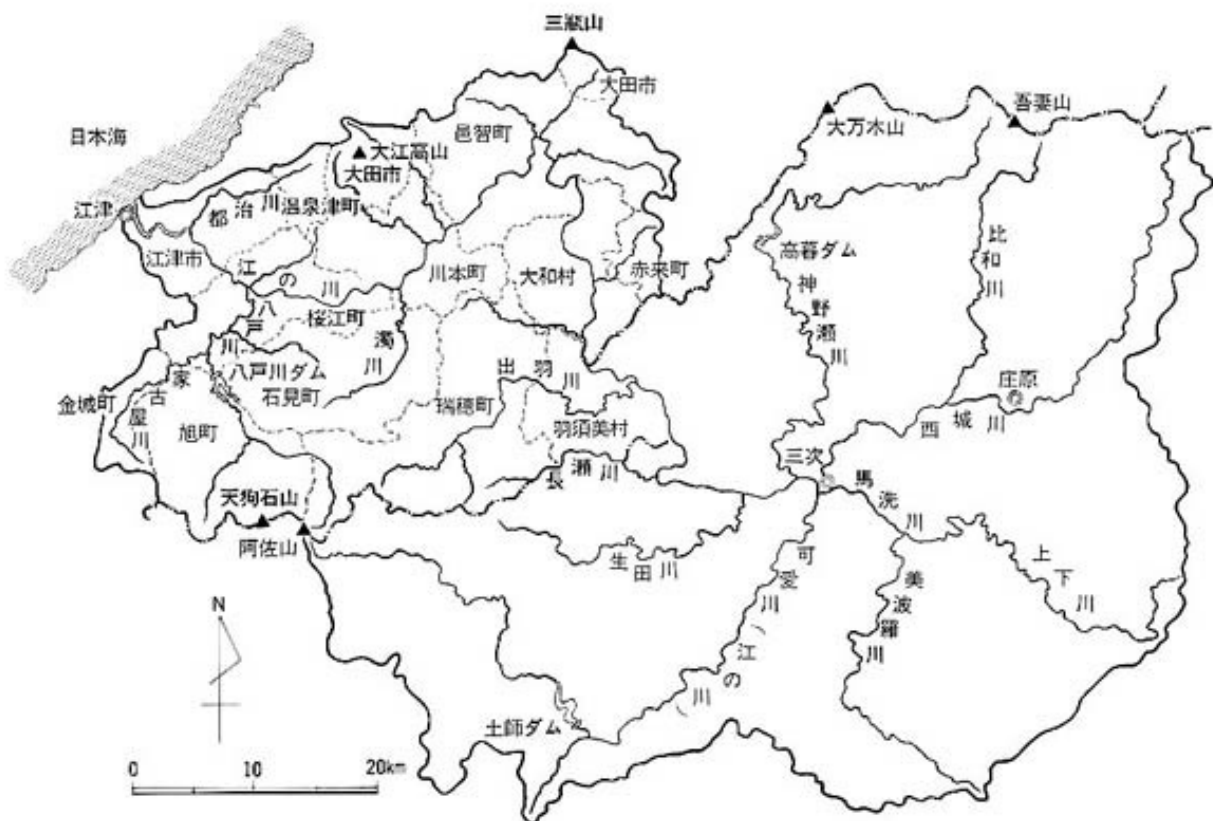 三瓶山
大田市
吾妻山
大万木山
日本海
邑智町
大江高山
大田市
江津
都治川
温泉津町
江津市
江の川
川本町
大和村
赤来町
高暮ダム
神野瀬川
比和川
八戸川
桜江町
濁川
八戸川ダム
石見町
出羽川
金城町
家古屋川
旭町
瑞穂町
羽須美村
庄原
西城川
三次
長瀬川
馬洗川
天狗石山
阿佐山
生田川
可愛川
(江の川)
美波羅川
上下川
N
土師ダム
0 10 20km